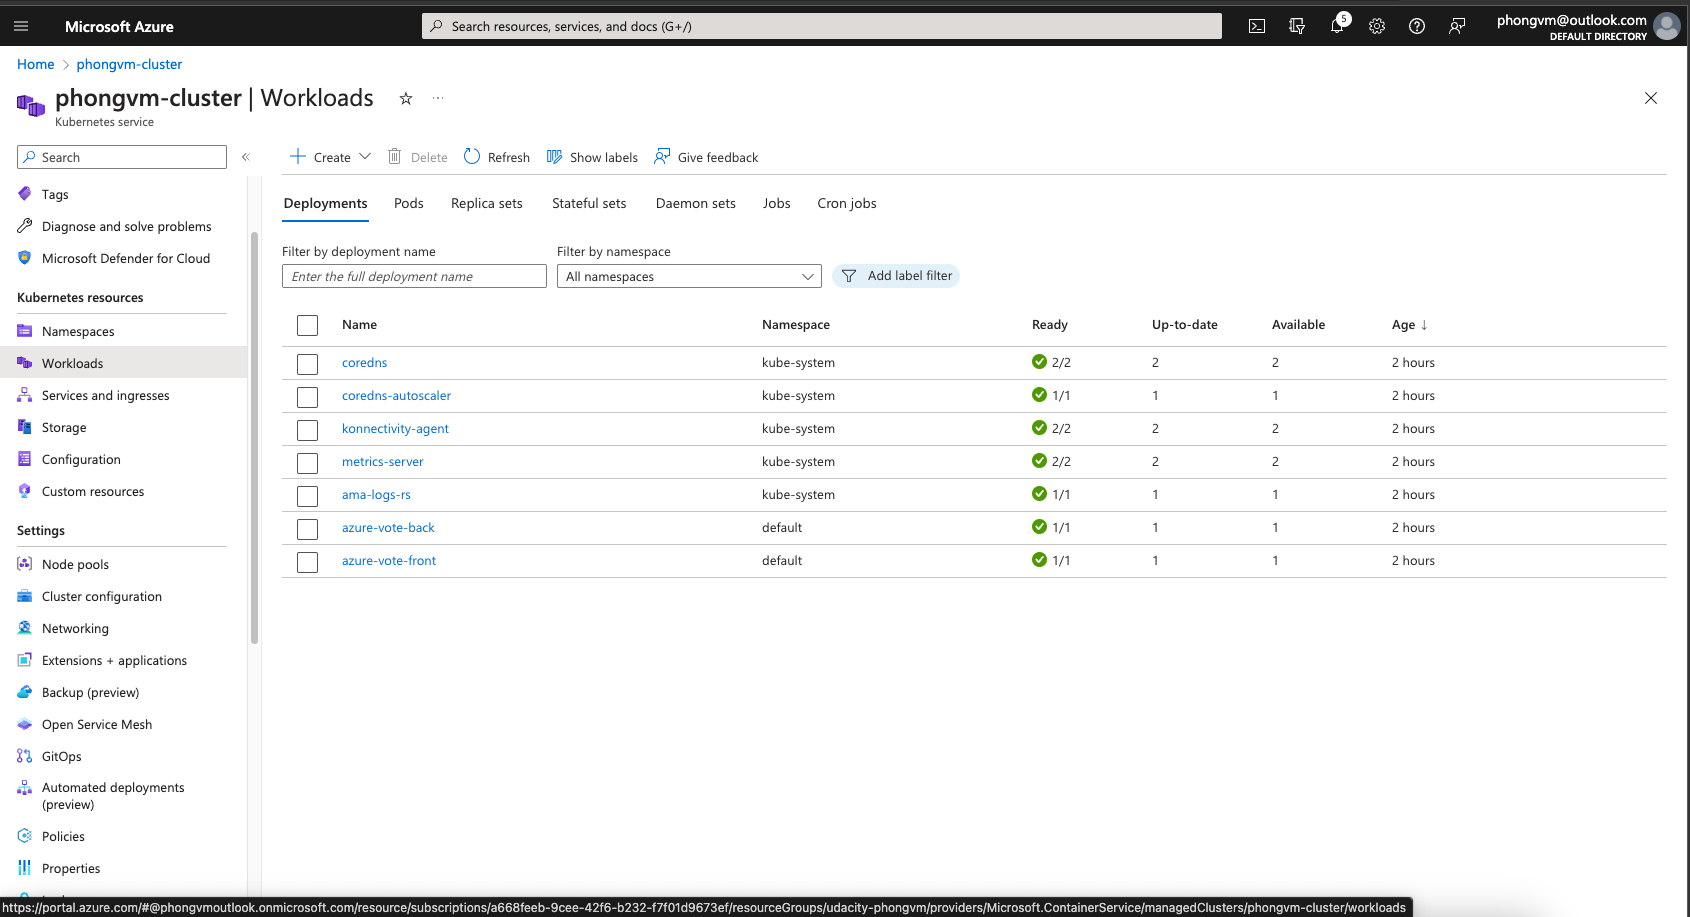 Microsoft Azure
Search resources, services, and docs (G+/)
5
phongvm@outlook.com
DEFAULT DIRECTORY
Home > phongvm-cluster
phongvm-cluster | Workloads
Kubernetes service
Search
Create
Delete
Refresh
Show labels
Give feedback
Tags
Diagnose and solve problems
Microsoft Defender for Cloud
Kubernetes resources
Namespaces
Workloads
Services and ingresses
Storage
Configuration
Custom resources
Settings
Node pools
Cluster configuration
Networking
Extensions + applications
Backup (preview)
Open Service Mesh
GitOps
Automated deployments
(preview)
Policies
Properties
Deployments Pods Replica sets Stateful sets Daemon sets Jobs Cron jobs
Filter by deployment name
Enter the full deployment name
Filter by namespace
All namespaces
Add label filter
Name Namespace Ready Up-to-date Available Age ↓
coredns kube-system 2/2 2 2 2 hours
coredns-autoscaler kube-system 1/1 1 1 2 hours
konnectivity-agent kube-system 2/2 2 2 2 hours
metrics-server kube-system 2/2 2 2 2 hours
ama-logs-rs kube-system 1/1 1 1 2 hours
azure-vote-back default 1/1 1 1 2 hours
azure-vote-front default 1/1 1 1 2 hours
https://portal.azure.com/#@phongvmoutlook.onmicrosoft.com/resource/subscriptions/a668feeb-9cee-42f6-b232-f7f01d9673ef/resourceGroups/udacity-phongvm/providers/Microsoft.ContainerService/managedClusters/phongvm-cluster/workloads